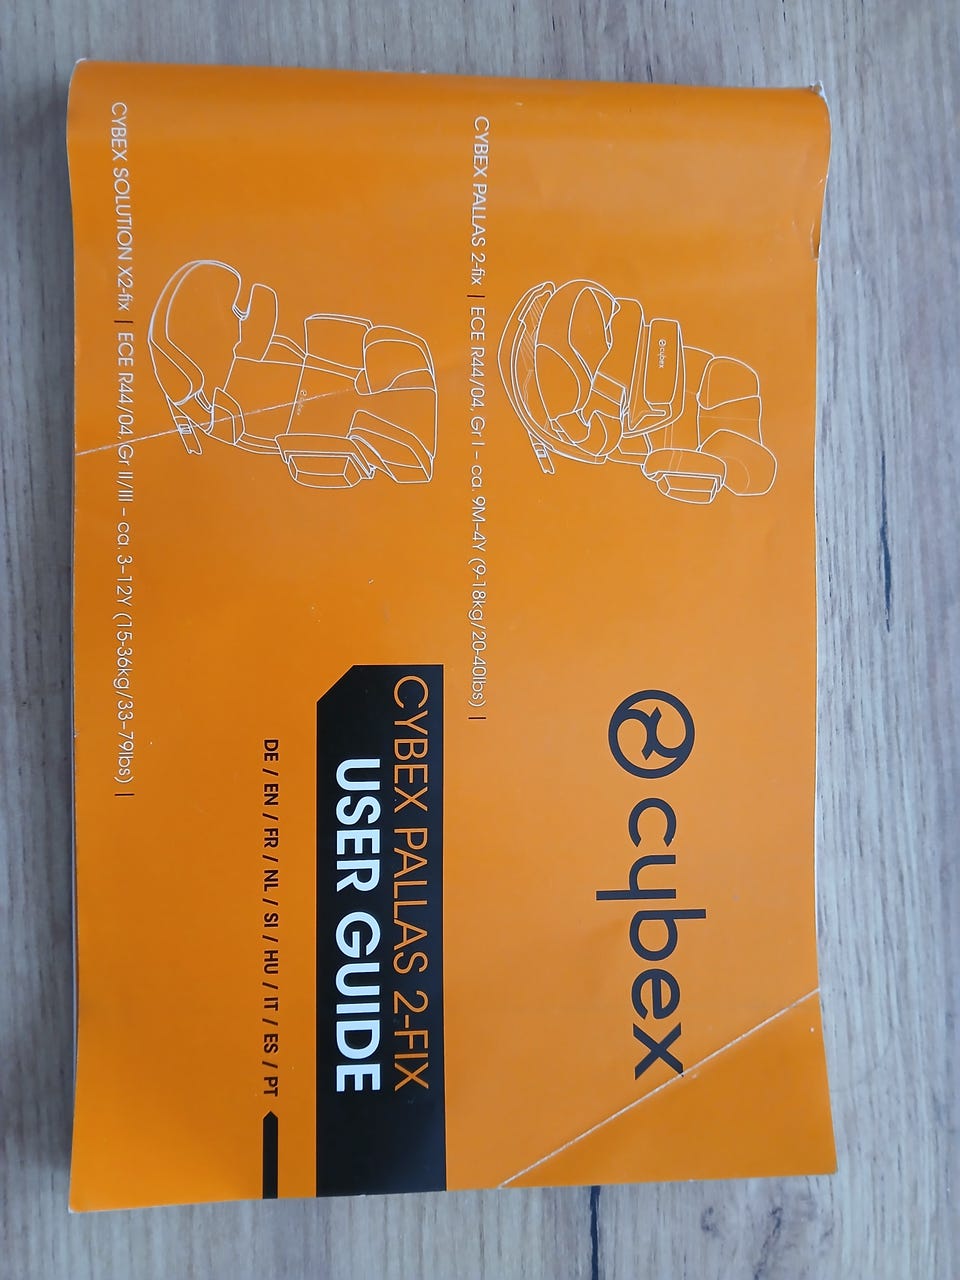 cybex
cybex
CYBEX PALLAS 2-fix | ECE R44/04, Gr I – ca. 9M–4Y (9-18kg/20-40lbs) |
CYBEX PALLAS 2-FIX
USER GUIDE
DE / EN / FR / NL / SI / HU / IT / ES / PT
cybex
CYBEX SOLUTION X2-fix | ECE R44/04, Gr II/III – ca. 3–12Y (15-36kg/33–79lbs) |